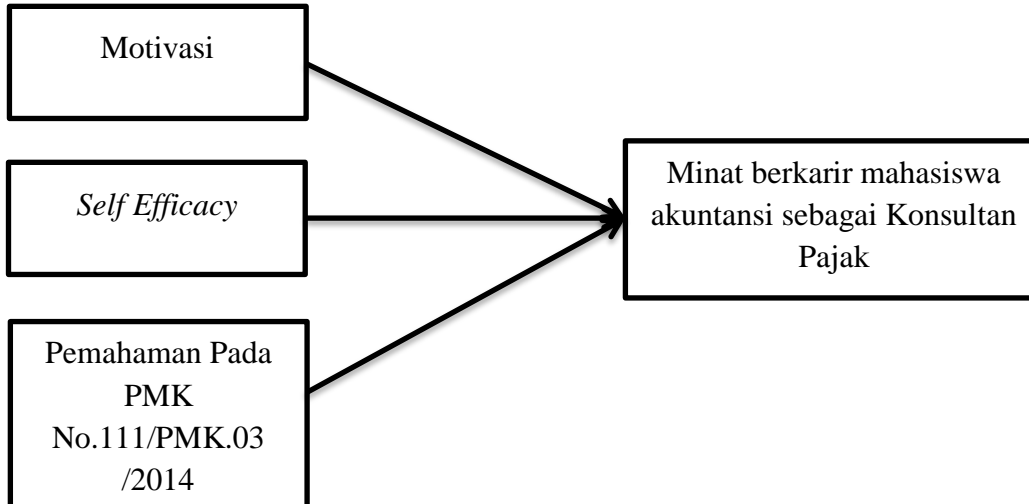 Motivasi
Self Efficacy
Pemahaman Pada
PMK
No.111/PMK.03
/2014
Minat berkarir mahasiswa
akuntansi sebagai Konsultan
Pajak